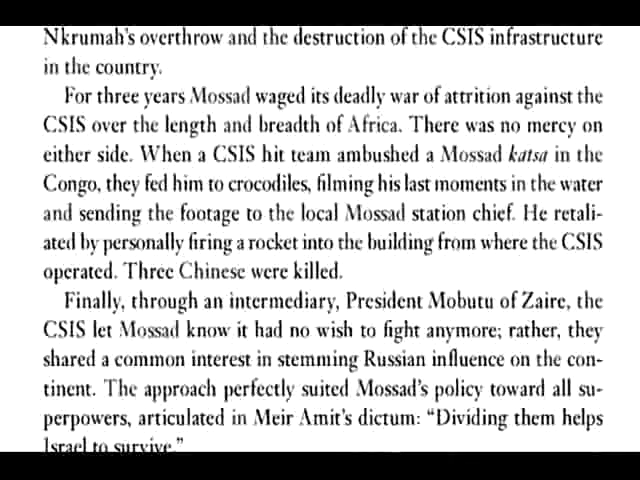 Nkrumah's overthrow and the destruction of the CSIS infrastructure
in the country.
For three years Mossad waged its deadly war of attrition against the
CSIS over the length and breadth of Africa. There was no mercy on
either side. When a CSIS hit team ambushed a Mossad katsa in the
Congo, they fed him to crocodiles, filming his last moments in the water
and sending the footage to the local Mossad station chief. He retali-
ated by personally firing a rocket into the building from where the CSIS
operated. Three Chinese were killed.
Finally, through an intermediary, President Mobutu of Zaire, the
CSIS let Mossad know it had no wish to fight anymore; rather, they
shared a common interest in stemming Russian influence on the con-
tinent. The approach perfectly suited Mossad's policy toward all su-
perpowers, articulated in Meir Amit's dictum: “Dividing them helps
Israel to survive.”